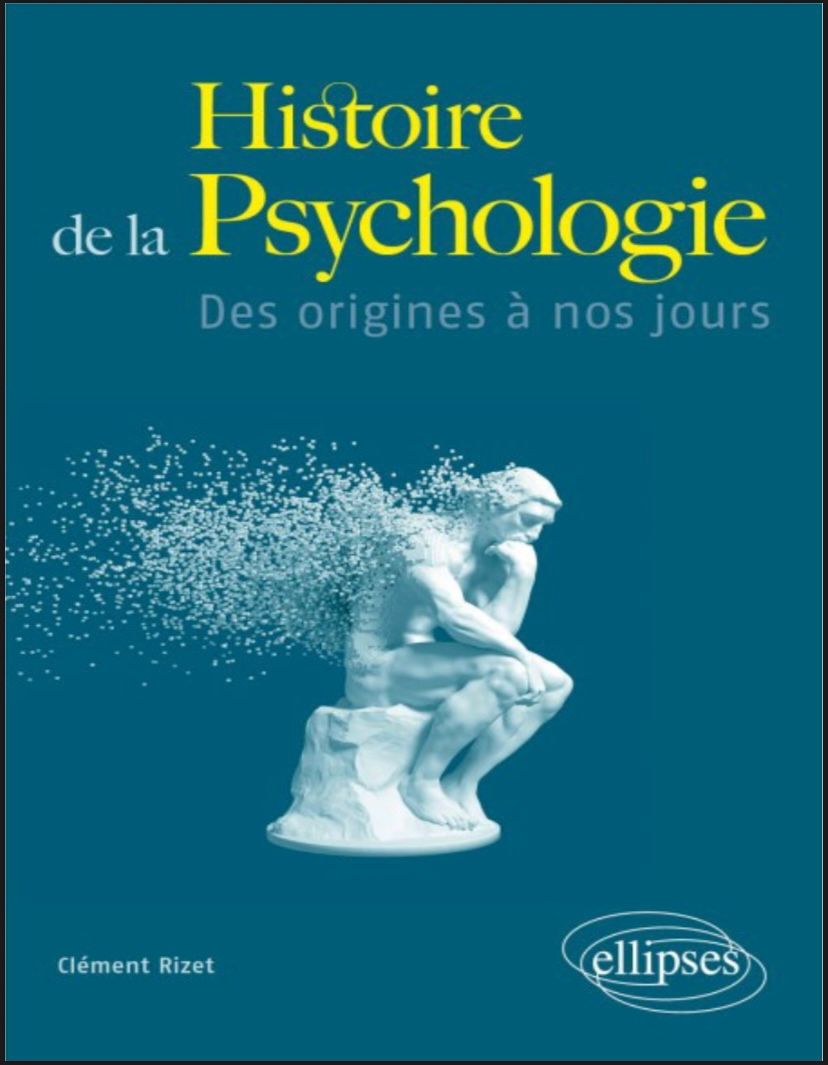 Histoire
de la Psychologie
Des origines à nos jours
Clément Rizet
ellipses